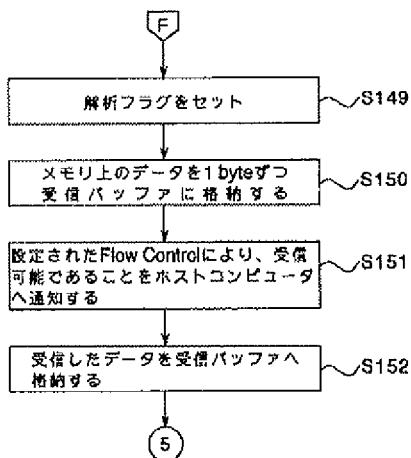 F
解析フラグをセット
S149
メモリ上のデータを1 byteずつ
受信バッファに格納する
S150
設定されたFlow Controlにより、受信
可能であることをホストコンピュータ
へ通知する
S151
受信したデータを受信バッファへ
格納する
S152
5